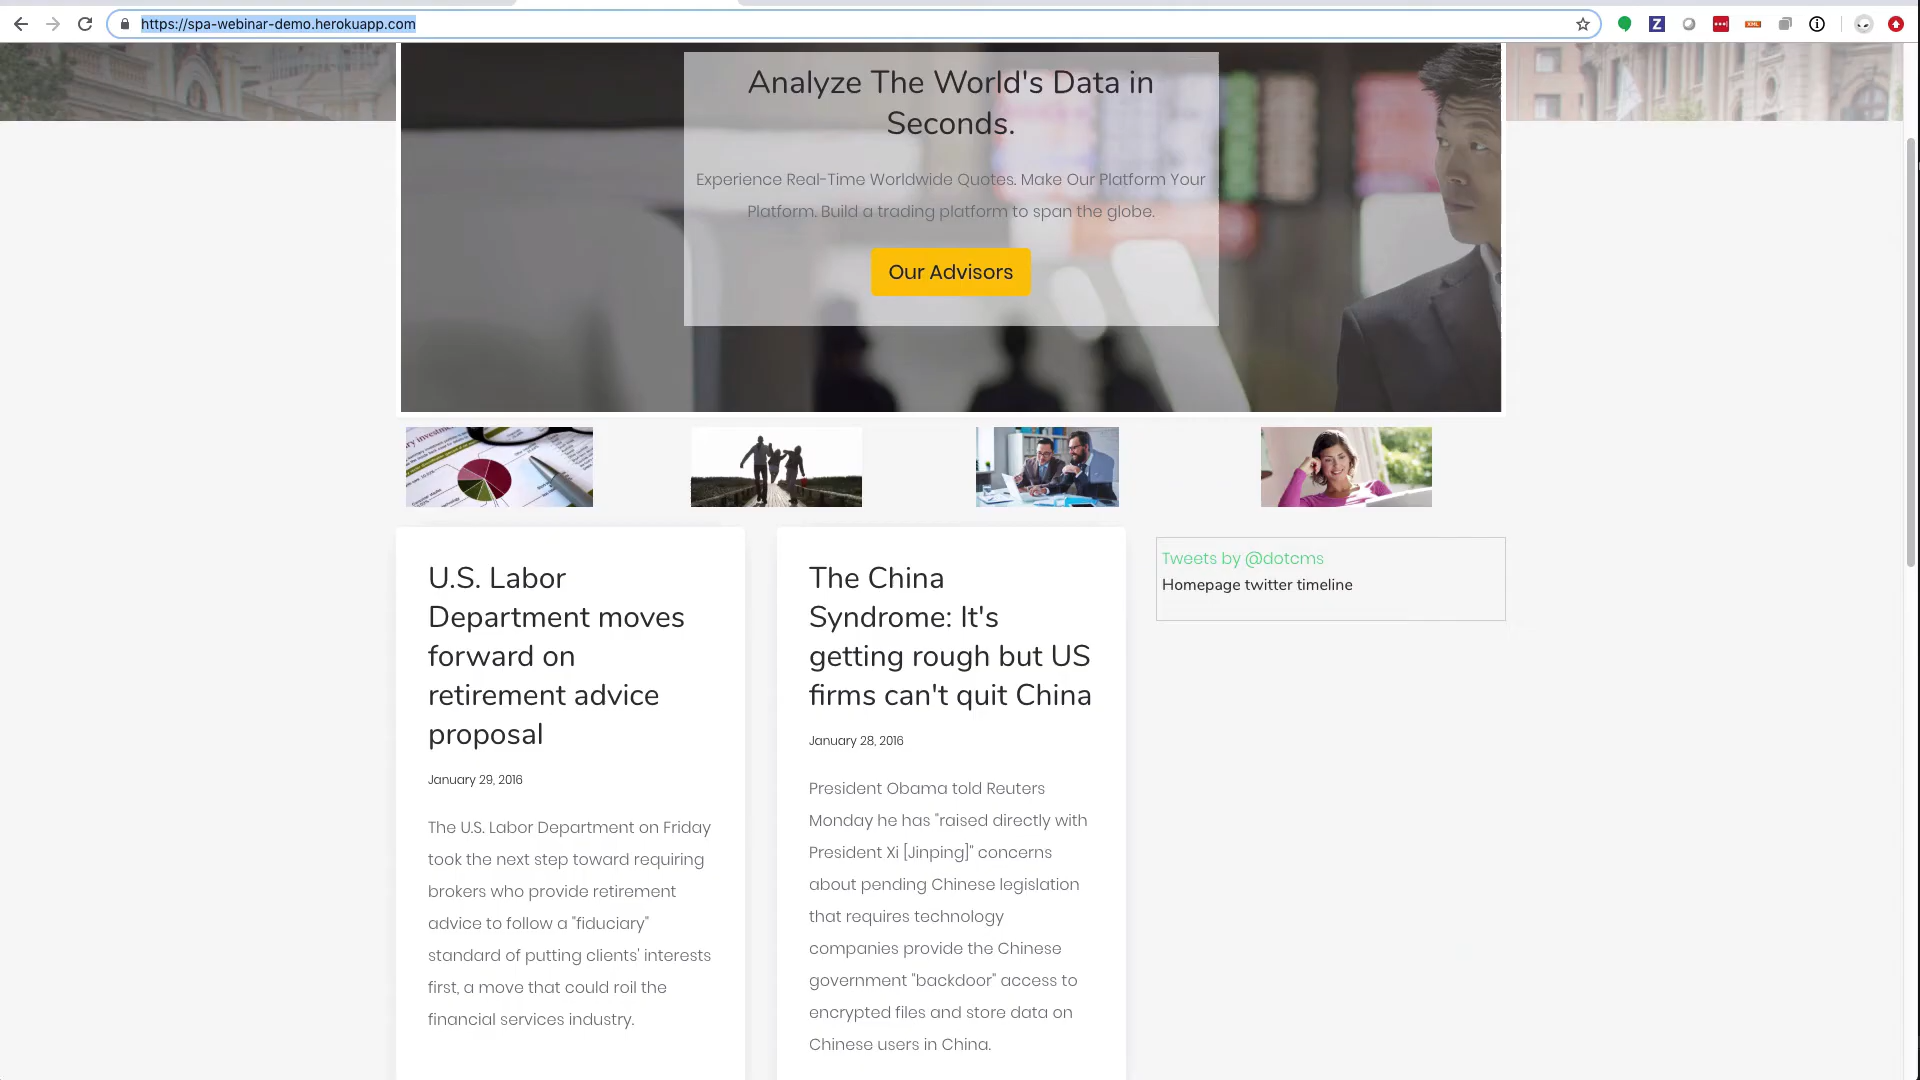 https://spa-webinar-demo.herokuapp.com
Analyze The World's Data in
Seconds.
Experience Real-Time Worldwide Quotes. Make Our Platform Your
Platform. Build a trading platform to span the globe.
Our Advisors
U.S. Labor
Department moves
forward on
retirement advice
proposal
January 29, 2016
The U.S. Labor Department on Friday
took the next step toward requiring
brokers who provide retirement
advice to follow a "fiduciary"
standard of putting clients' interests
first, a move that could roil the
financial services industry.
The China
Syndrome: It's
getting rough but US
firms can't quit China
January 28, 2016
President Obama told Reuters
Monday he has "raised directly with
President Xi [Jinping]" concerns
about pending Chinese legislation
that requires technology
companies provide the Chinese
government "backdoor" access to
encrypted files and store data on
Chinese users in China.
Tweets by @dotcms
Homepage twitter timeline